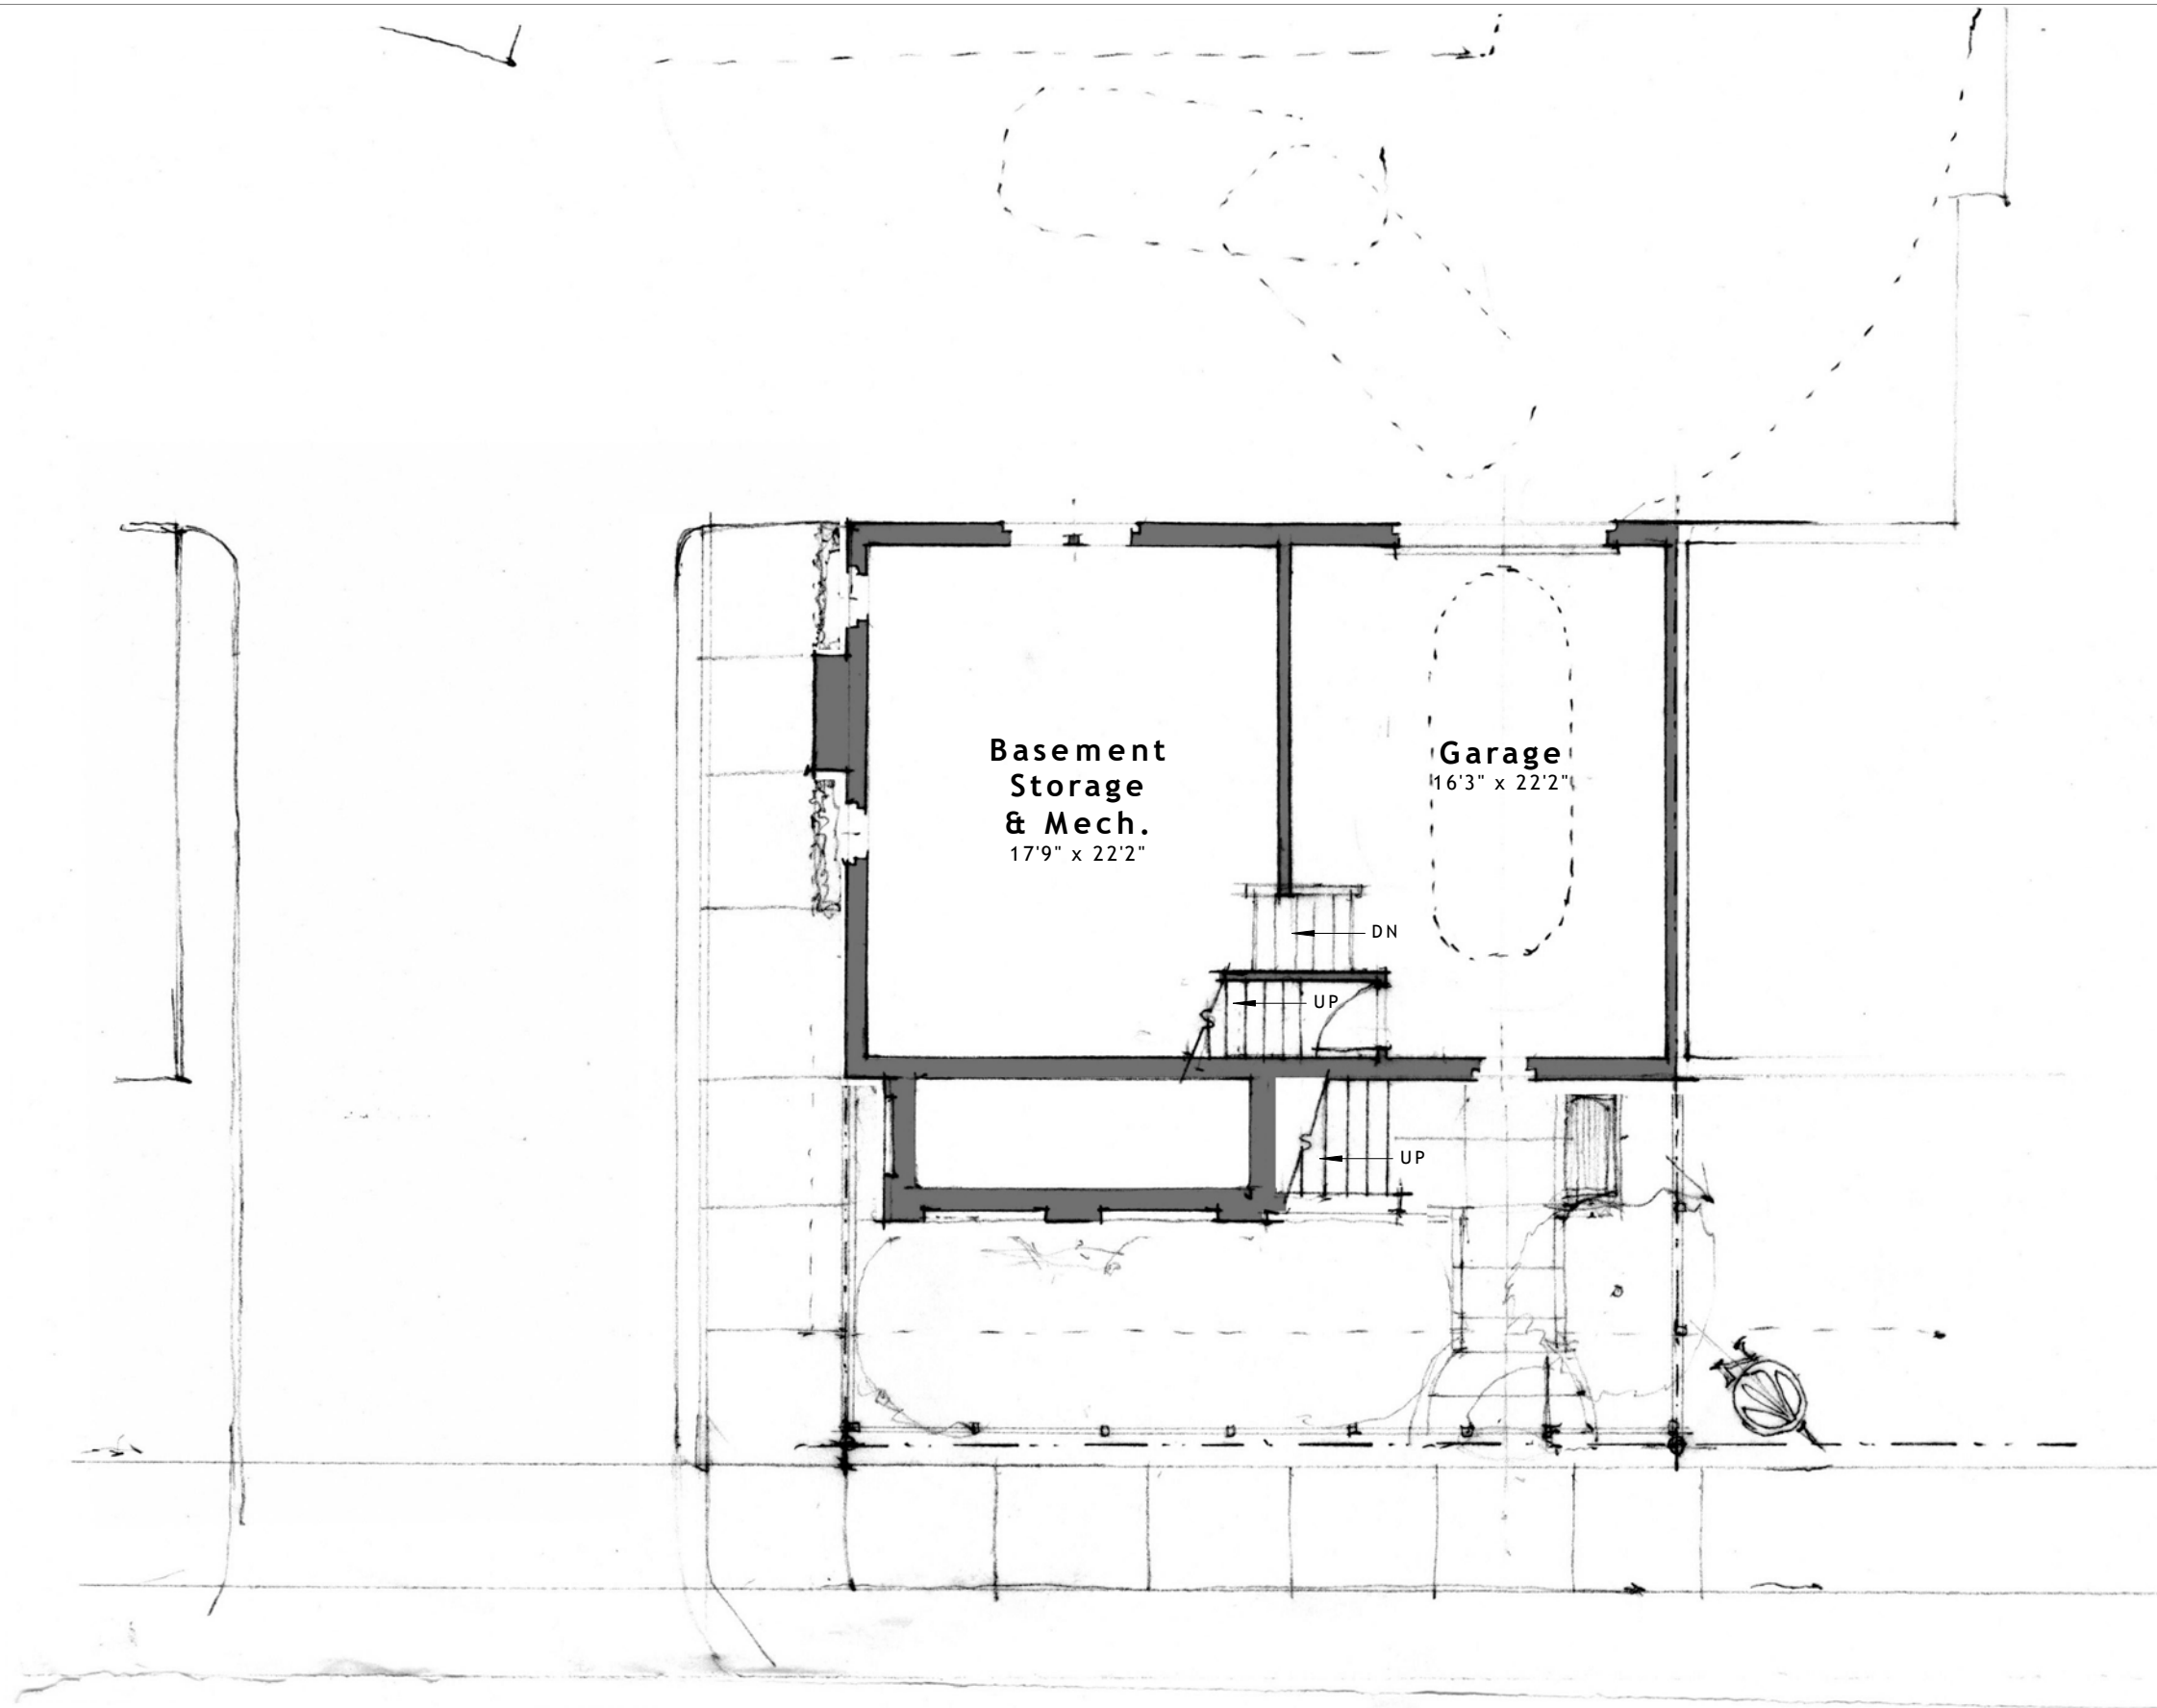 Basement
Storage
& Mech.
17'9" x 22'2"
Garage
16'3" x 22'2"
DN
UP
UP